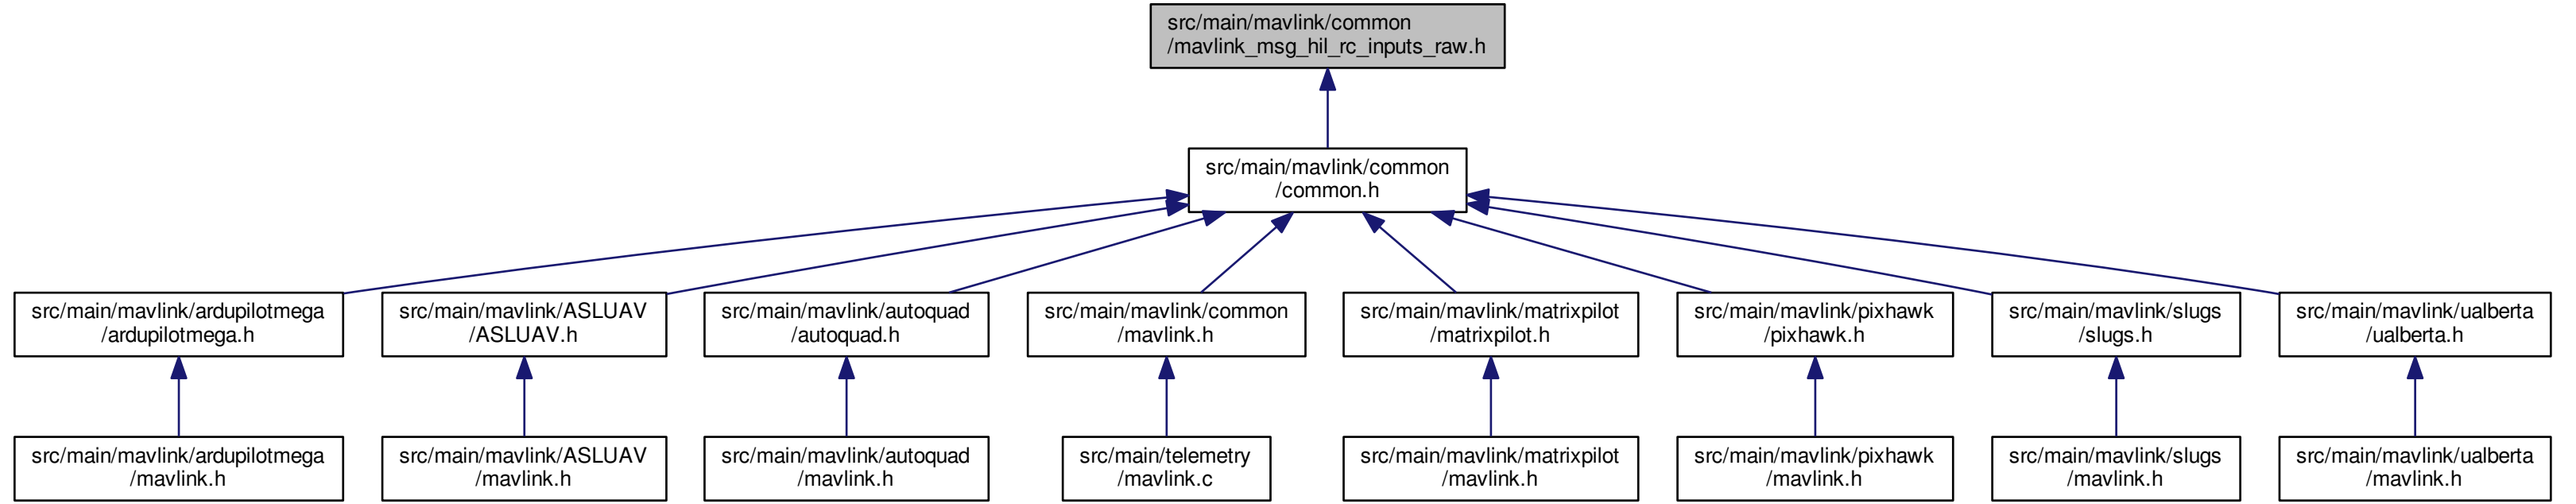 src/main/mavlink/common
/mavlink_msg_hil_rc_inputs_raw.h
src/main/mavlink/common
/common.h
src/main/mavlink/ardupilotmega
/ardupilotmega.h
src/main/mavlink/ASLUAV
/ASLUAV.h
src/main/mavlink/autoquad
/autoquad.h
src/main/mavlink/common
/mavlink.h
src/main/mavlink/matrixpilot
/matrixpilot.h
src/main/mavlink/pixhawk
/pixhawk.h
src/main/mavlink/slugs
/slugs.h
src/main/mavlink/ualberta
/ualberta.h
src/main/mavlink/ardupilotmega
/mavlink.h
src/main/mavlink/ASLUAV
/mavlink.h
src/main/mavlink/autoquad
/mavlink.h
src/main/telemetry
/mavlink.c
src/main/mavlink/matrixpilot
/mavlink.h
src/main/mavlink/pixhawk
/mavlink.h
src/main/mavlink/slugs
/mavlink.h
src/main/mavlink/ualberta
/mavlink.h